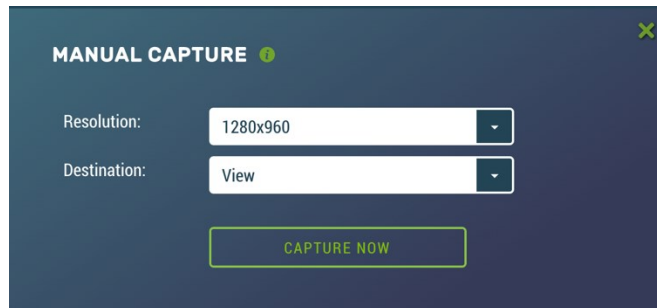 MANUAL CAPTURE i
Resolution: 1280x960
Destination: View
CAPTURE NOW